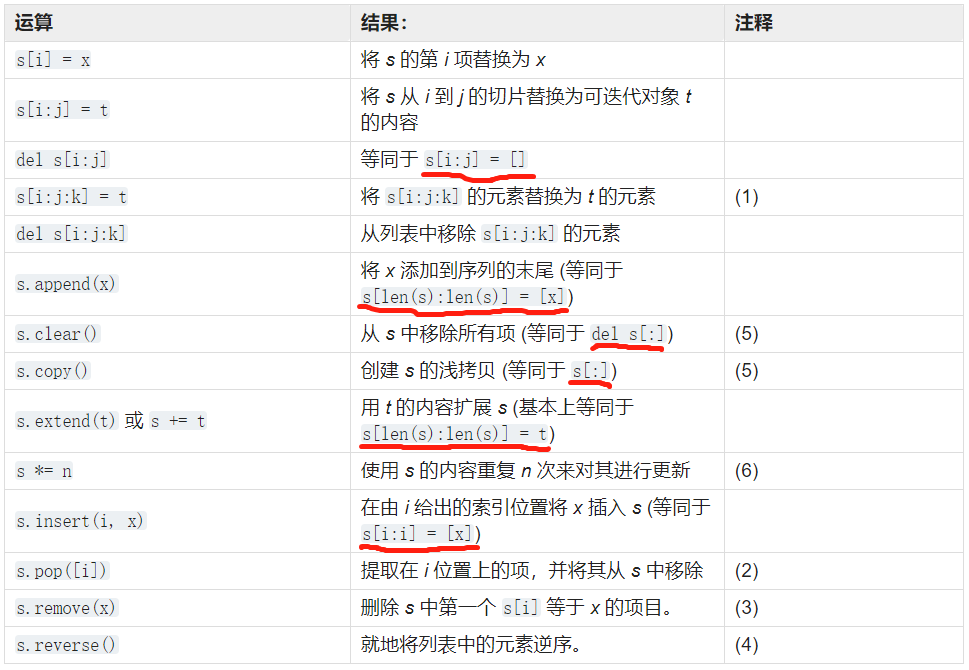 运算 结果： 注释
s[i] = x 将 s 的第 i 项替换为 x
s[i:j] = t 将 s 从 i 到 j 的切片替换为可迭代对象 t
的内容
del s[i:j] 等同于 s[i:j] = []
s[i:j:k] = t 将 s[i:j:k] 的元素替换为 t 的元素 (1)
del s[i:j:k] 从列表中移除 s[i:j:k] 的元素
s.append(x) 将 x 添加到序列的末尾 (等同于
s[len(s):len(s)] = [x])
s.clear() 从 s 中移除所有项 (等同于 del s[:]) (5)
s.copy() 创建 s 的浅拷贝 (等同于 s[:]) (5)
s.extend(t) 或 s += t 用 t 的内容扩展 s (基本上等同于
s[len(s):len(s)] = t)
s *= n 使用 s 的内容重复 n 次来对其进行更新 (6)
s.insert(i, x) 在由 i 给出的索引位置将 x 插入 s (等同于
s[i:i] = [x])
s.pop([i]) 提取在 i 位置上的项，并将其从 s 中移除 (2)
s.remove(x) 删除 s 中第一个 s[i] 等于 x 的项目。 (3)
s.reverse() 就地将列表中的元素逆序。 (4)